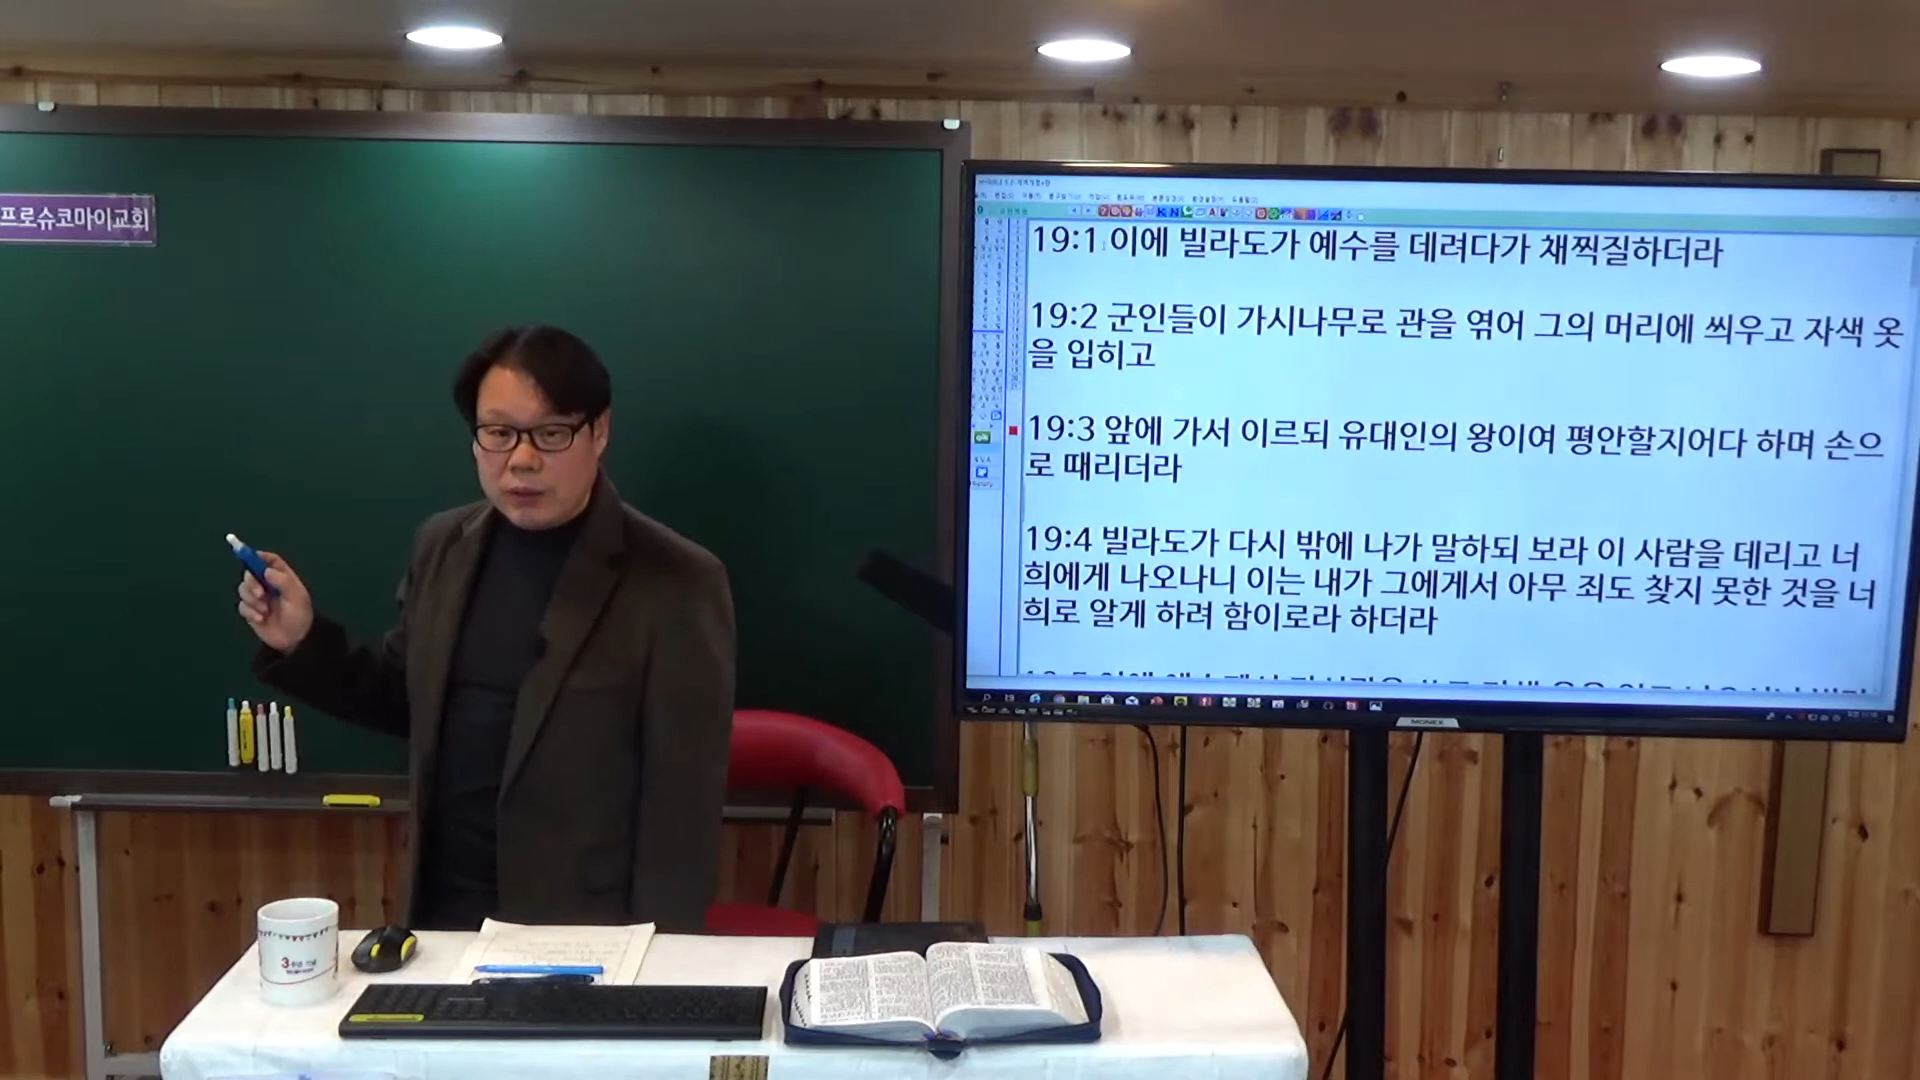 프로슈코마이교회
19:1 이에 빌라도가 예수를 데려다가 채찍질하더라
19:2 군인들이 가시나무로 관을 엮어 그의 머리에 씌우고 자색 옷
을 입히고
19:3 앞에 가서 이르되 유대인의 왕이여 평안할지어다 하며 손으
로 때리더라
19:4 빌라도가 다시 밖에 나가 말하되 보라 이 사람을 데리고 너
희에게 나오나니 이는 내가 그에게서 아무 죄도 찾지 못한 것을 너
희로 알게 하려 함이로라 하더라